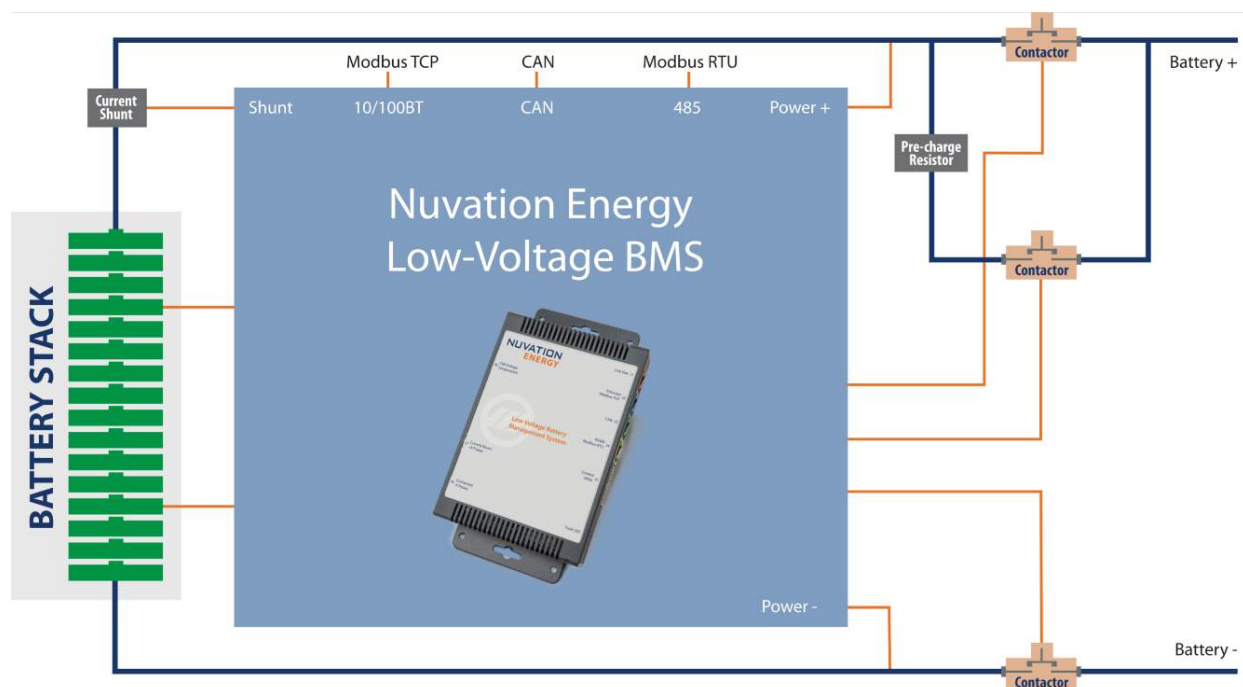 Contactor
Battery +
Modbus TCP
CAN
Modbus RTU
Current
Shunt
Shunt
10/100BT
CAN
485
Power +
Pre-charge
Resistor
Nuvation Energy
Low-Voltage BMS
Contactor
BATTERY STACK
NUVATION
ENERGY
Low-Voltage Battery
Management System
Power -
Battery -
Contactor